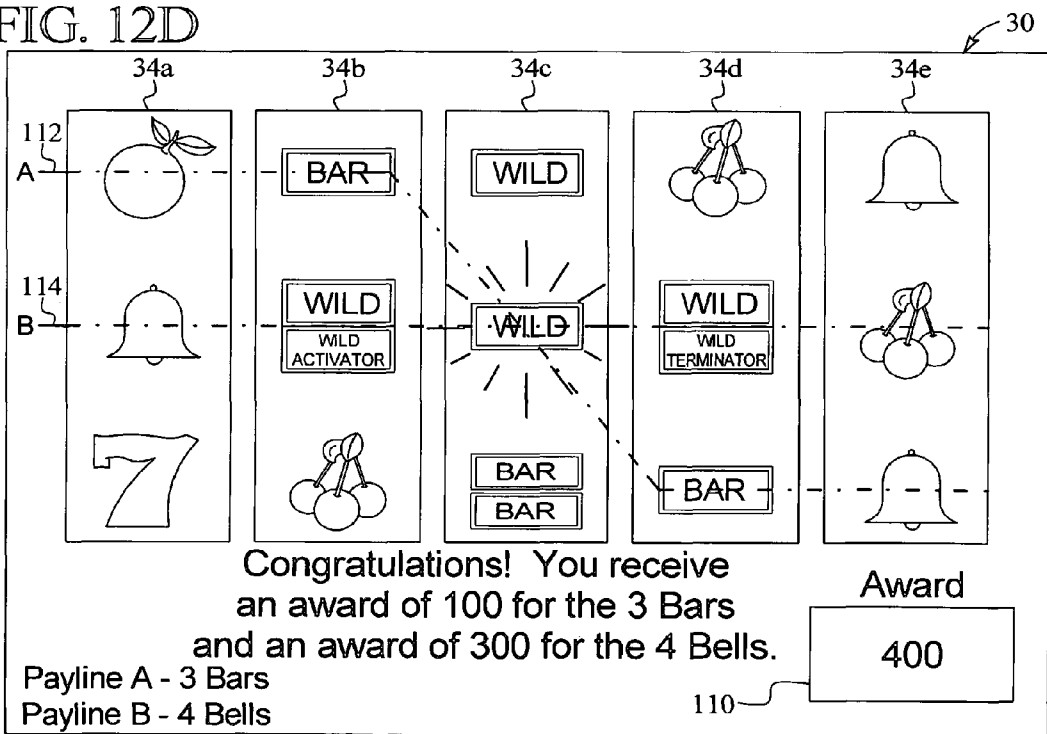 FIG. 12D
30
34a 34b 34c 34d 34e
112
A BAR WILD
114
B WILD WILD WILD
WILD ACTIVATOR WILD TERMINATOR
7 BAR
BAR BAR
Congratulations! You receive
an award of 100 for the 3 Bars
and an award of 300 for the 4 Bells.
Award
400
110
Payline A - 3 Bars
Payline B - 4 Bells